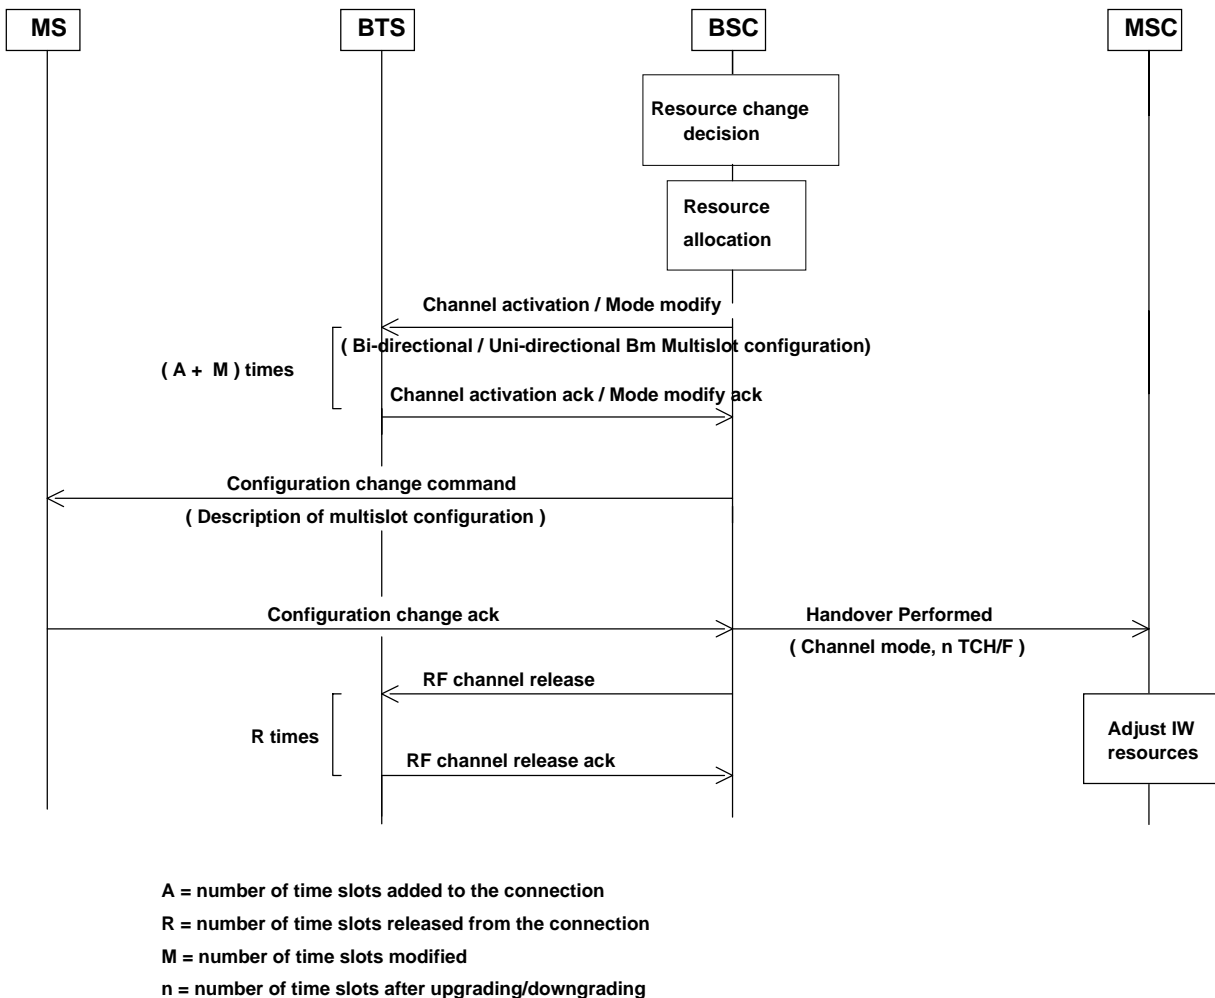 MS
BTS
BSC
MSC
Resource change
decision
Resource
allocation
Channel activation / Mode modify
( Bi-directional / Uni-directional Bm Multislot configuration)
( A + M ) times
Channel activation ack / Mode modify ack
Configuration change command
( Description of multislot configuration )
Configuration change ack
Handover Performed
( Channel mode, n TCH/F )
RF channel release
R times
Adjust IW
resources
RF channel release ack
A = number of time slots added to the connection
R = number of time slots released from the connection
M = number of time slots modified
n = number of time slots after upgrading/downgrading